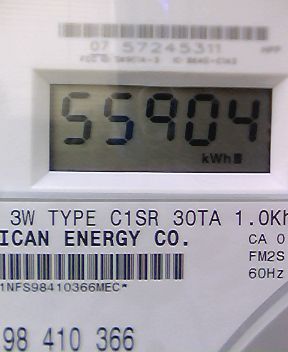 07 57245311
55904
kWh
3W TYPE C1SR 30TA 1.0Kh
ICAN ENERGY CO.
CA 0
FM2S
60Hz
1NFS98410366MEC*
98 410 366